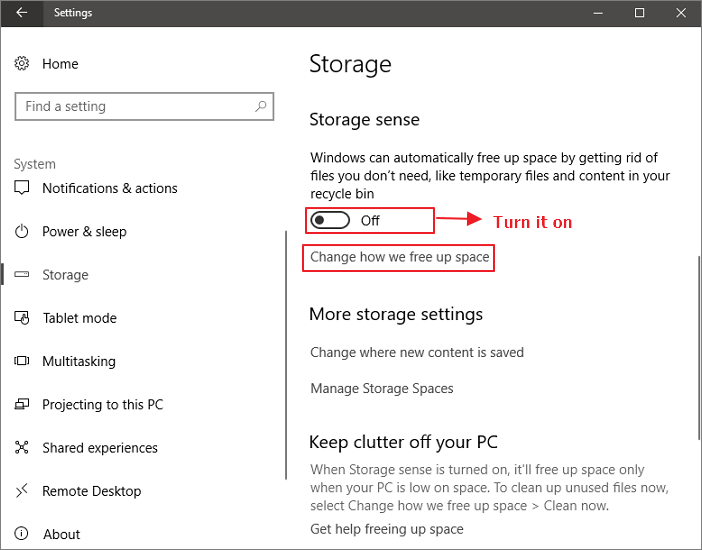 Settings
Home
Find a setting
System
Notifications & actions
Power & sleep
Storage
Tablet mode
Multitasking
Projecting to this PC
Shared experiences
Remote Desktop
About
Storage
Storage sense
Windows can automatically free up space by getting rid of
files you don't need, like temporary files and content in your
recycle bin
Off
Turn it on
Change how we free up space
More storage settings
Change where new content is saved
Manage Storage Spaces
Keep clutter off your PC
When Storage sense is turned on, it'll free up space only
when your PC is low on space. To clean up unused files now,
select Change how we free up space > Clean now.
Get help freeing up space